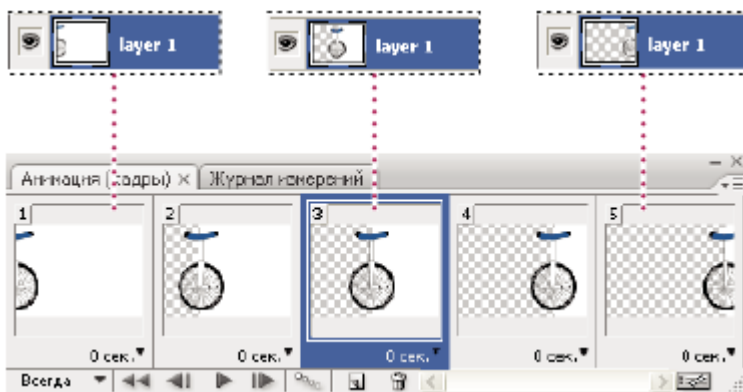 layer 1
layer 1
layer 1
Анимация (кадры) × Журнал измерений
1 2 3 4 5
0 сек. 0 сек. 0 сек. 0 сек. 0 сек.
Всегда